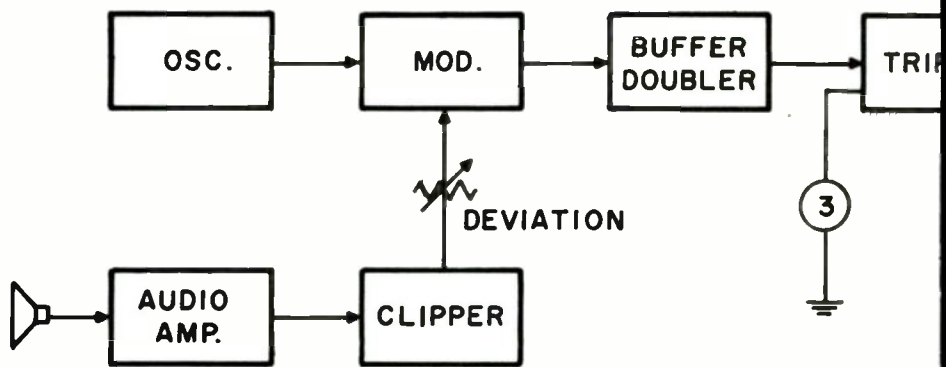 OSC.
MOD.
BUFFER
DOUBLER
3
DEVIATION
AUDIO
AMP.
CLIPPER